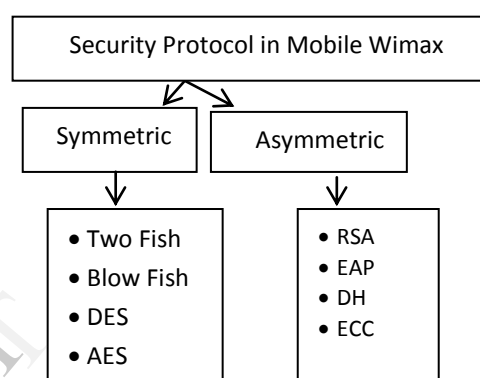 Security Protocol in Mobile Wimax
Symmetric
Asymmetric
• Two Fish
• Blow Fish
• DES
• AES
• RSA
• EAP
• DH
• ECC